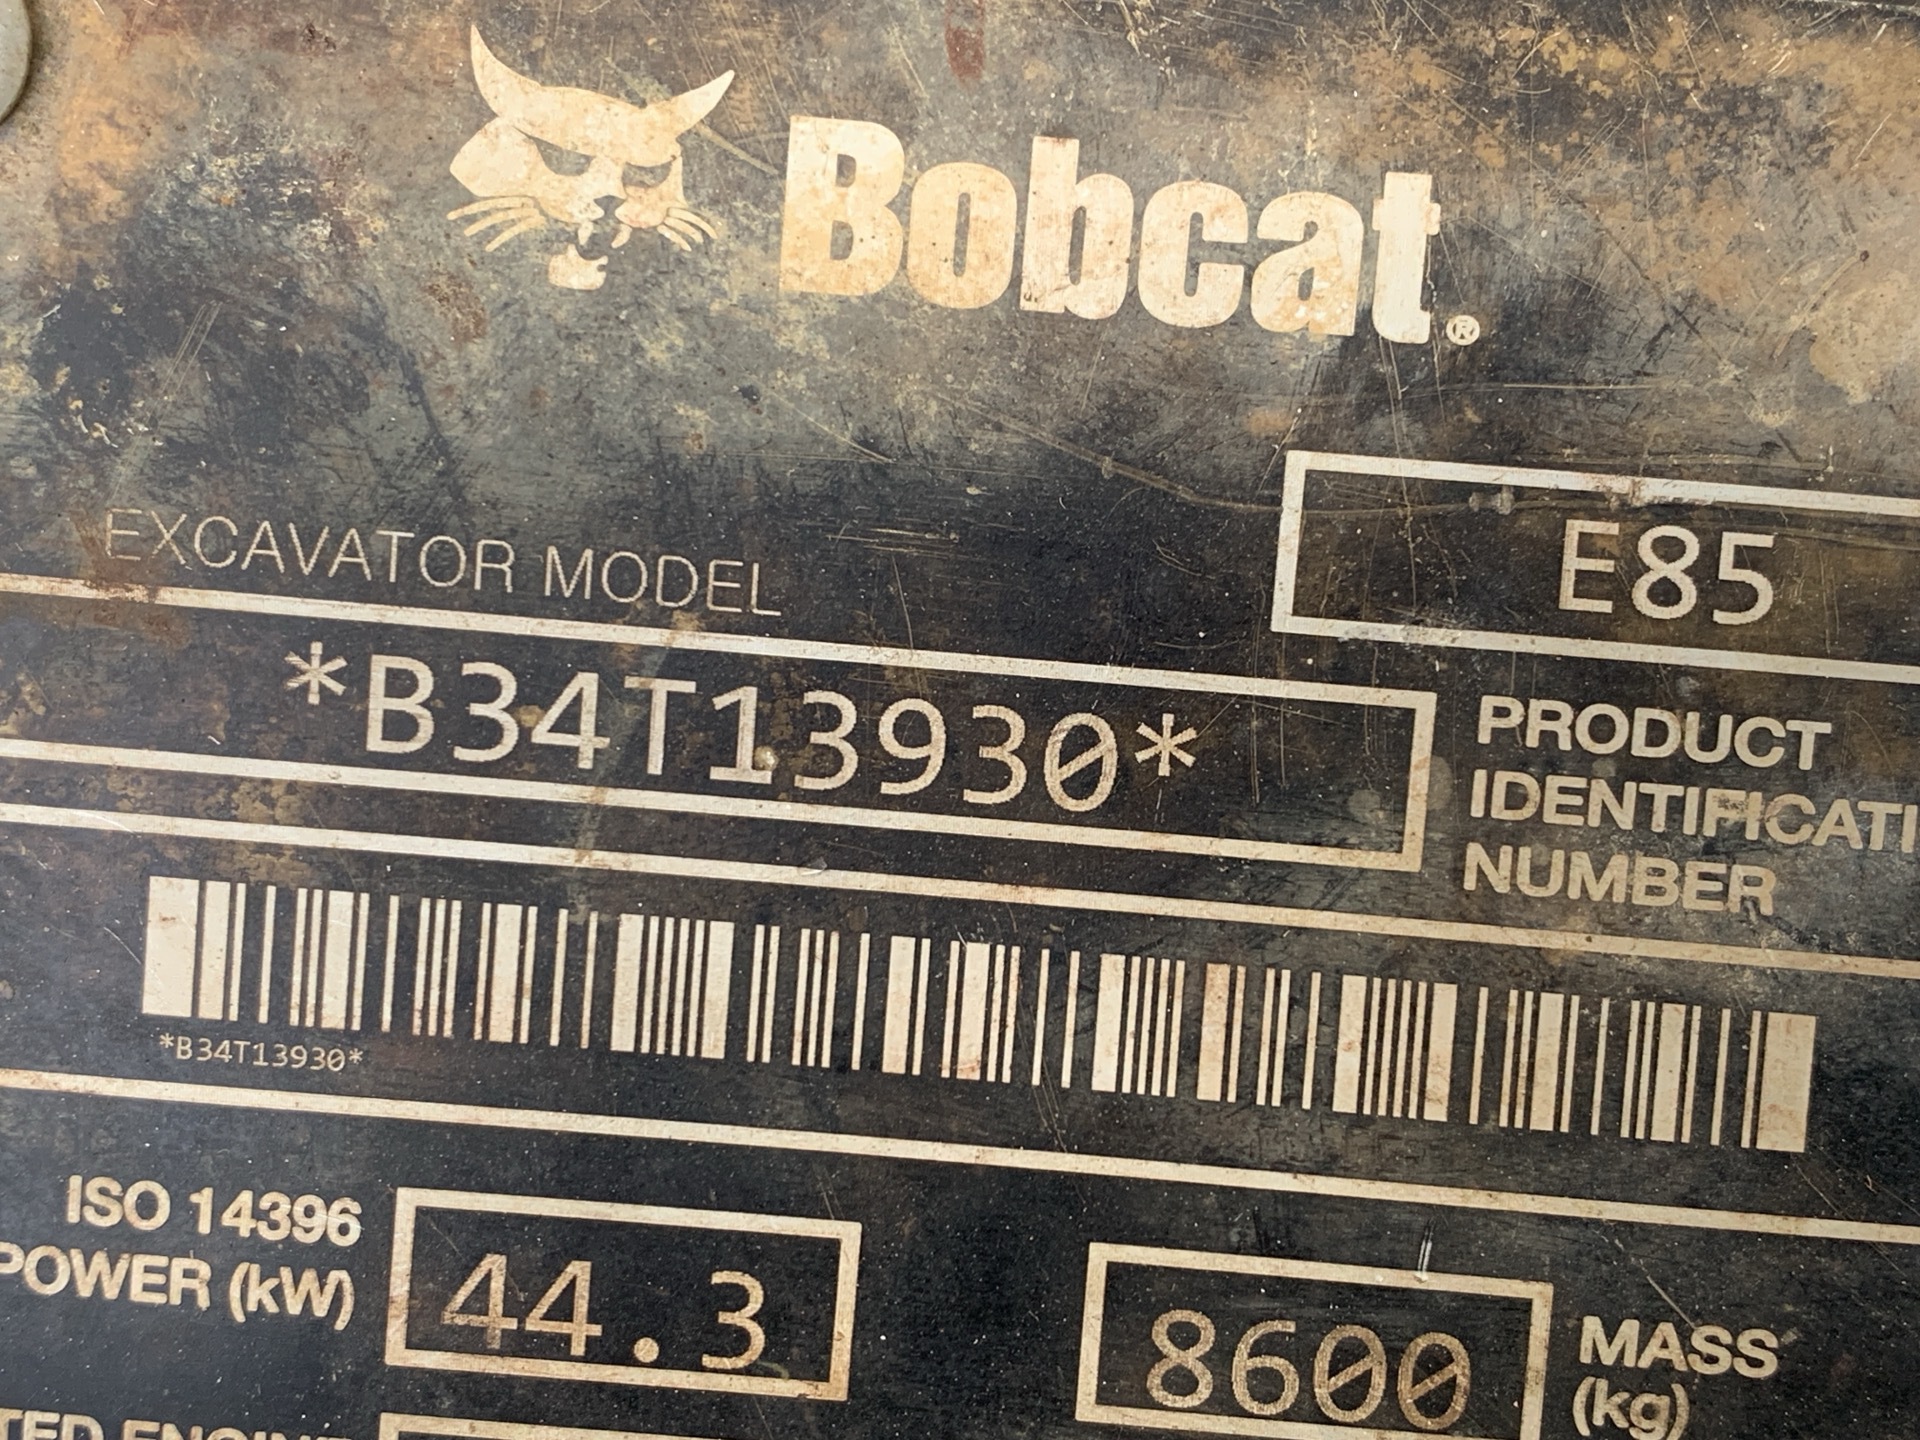 Bobcat®
EXCAVATOR MODEL
E85
*B34T13930*
PRODUCT
IDENTIFICATI
NUMBER
*B34T13930*
ISO 14396
POWER (kW)
44.3
8600
MASS
(kg)